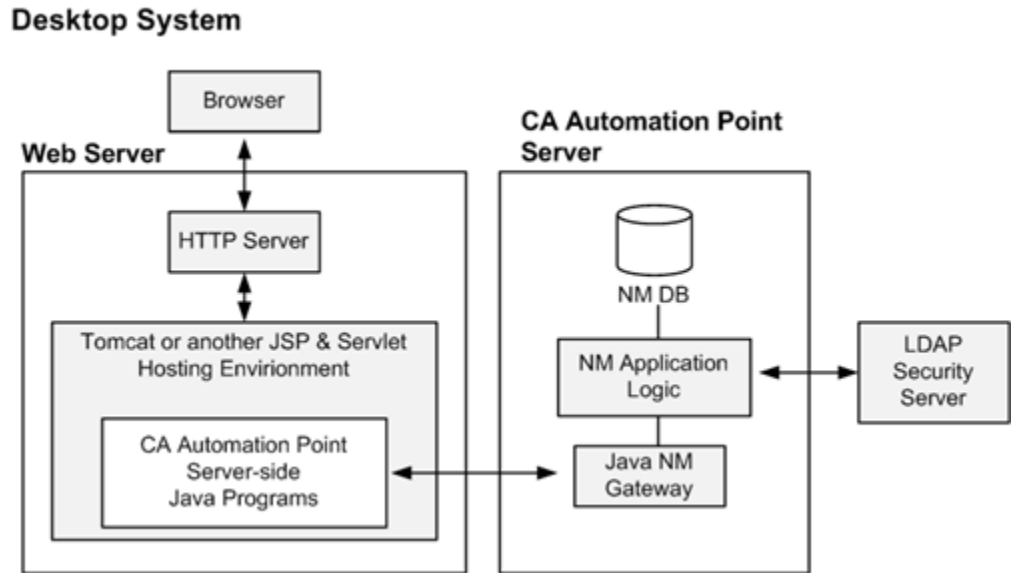 Desktop System
Browser
Web Server
HTTP Server
Tomcat or another JSP & Servlet
Hosting Envirionment
CA Automation Point
Server-side
Java Programs
CA Automation Point
Server
NM DB
NM Application
Logic
Java NM
Gateway
LDAP
Security
Server